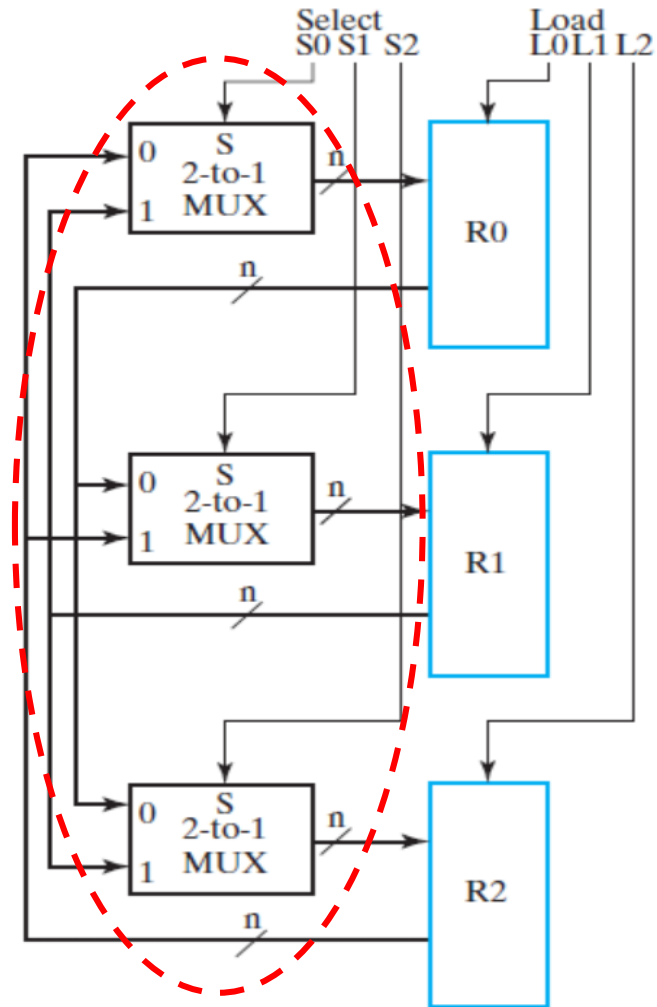 Select Load
S0 S1 S2 L0 L1 L2
0 S n
2-to-1
1 MUX R0
n
0 S n
2-to-1
1 MUX R1
n
0 S n
2-to-1
1 MUX R2
n